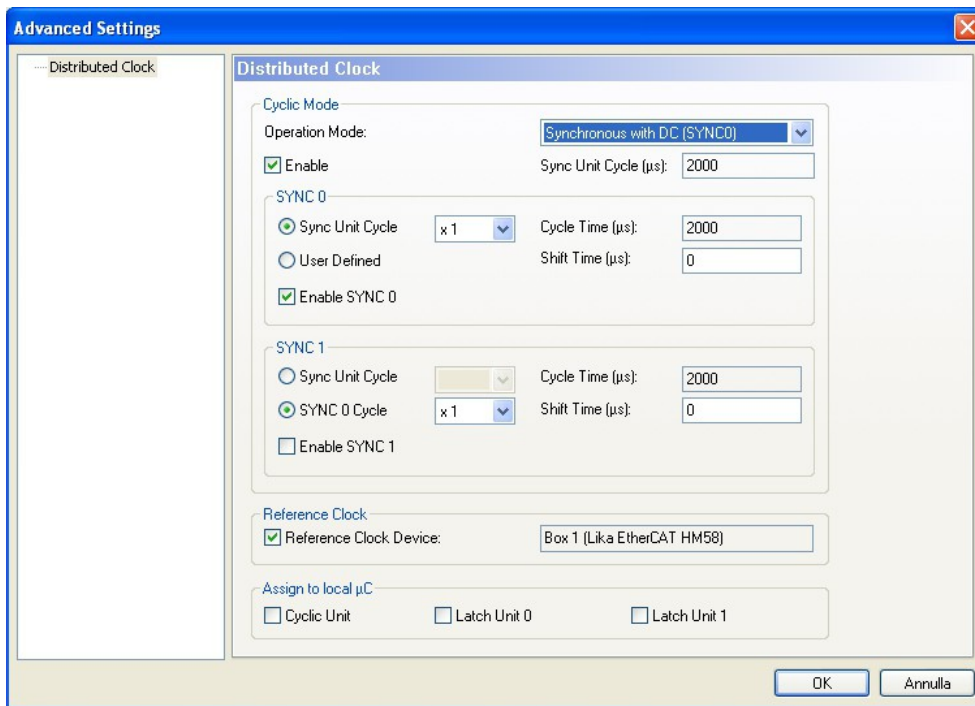 Advanced Settings
Distributed Clock
Distributed Clock
Cyclic Mode
Operation Mode: Synchronous with DC (SYNC0)
Enable Sync Unit Cycle (µs): 2000
SYNC 0
Sync Unit Cycle x 1 Cycle Time (µs): 2000
User Defined Shift Time (µs): 0
Enable SYNC 0
SYNC 1
Sync Unit Cycle Cycle Time (µs): 2000
SYNC 0 Cycle x 1 Shift Time (µs): 0
Enable SYNC 1
Reference Clock
Reference Clock Device: Box 1 (Lika EtherCAT HM58)
Assign to local µC
Cyclic Unit Latch Unit 0 Latch Unit 1
OK Annulla